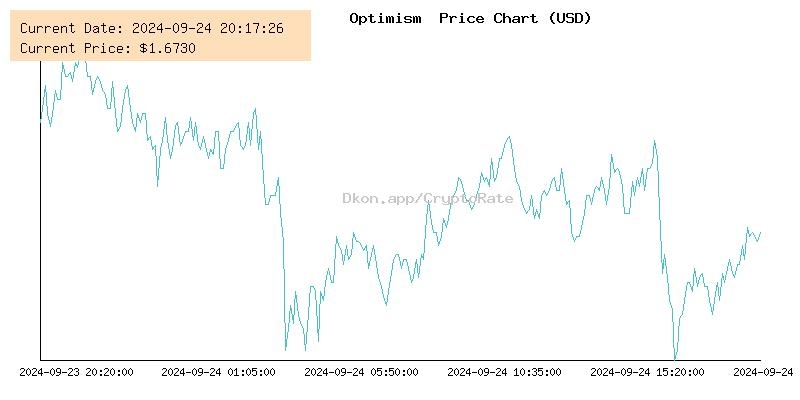 Optimism  Price Chart (USD)
Current Date: 2024-09-24 20:17:26
Current Price: $1.6730
Dkon.app/CryptoRate
2024-09-23 20:20:00 2024-09-24 01:05:00 2024-09-24 05:50:00 2024-09-24 10:35:00 2024-09-24 15:20:00 2024-09-24